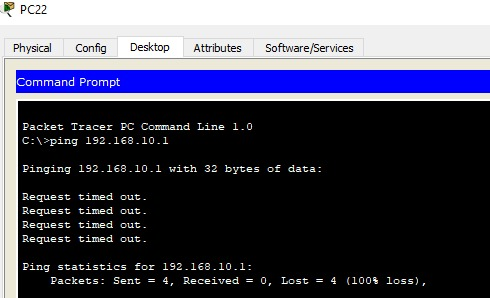 PC22
Physical Config Desktop Attributes Software/Services
Command Prompt
Packet Tracer PC Command Line 1.0
C:\>ping 192.168.10.1
Pinging 192.168.10.1 with 32 bytes of data:
Request timed out.
Request timed out.
Request timed out.
Request timed out.
Ping statistics for 192.168.10.1:
Packets: Sent = 4, Received = 0, Lost = 4 (100% loss),